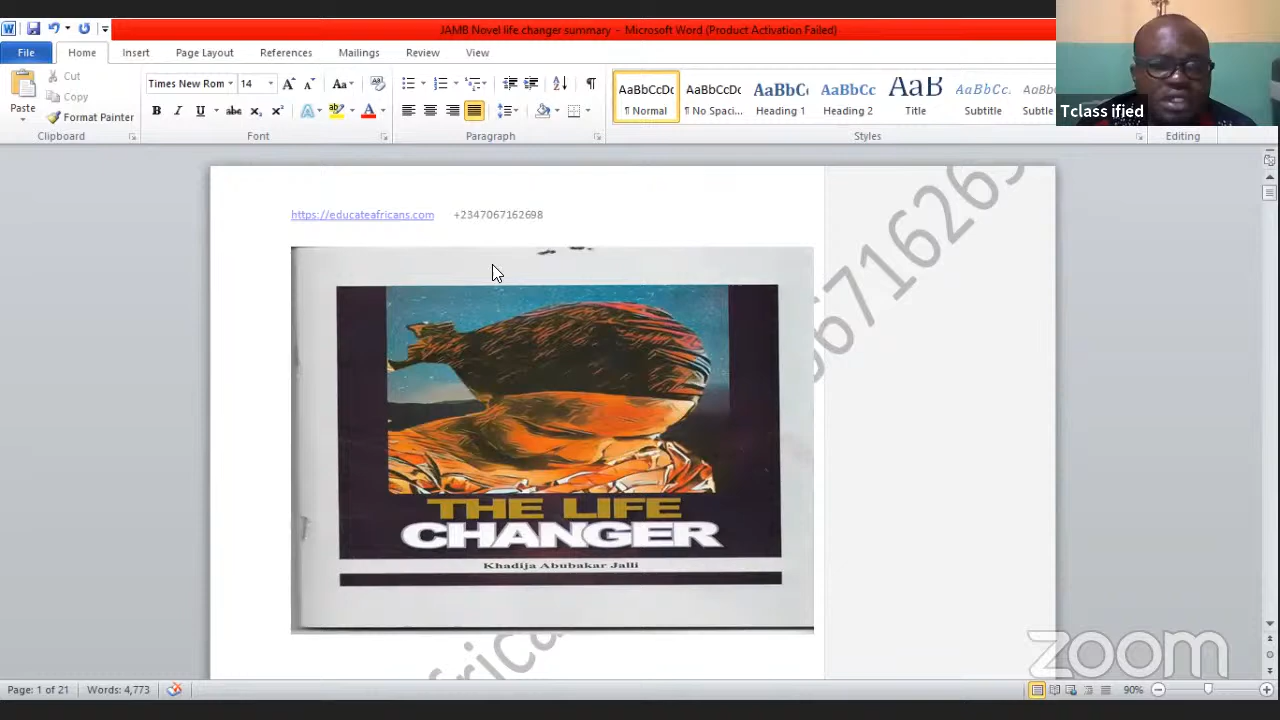 JAMB Novel life changer summary - Microsoft Word (Product Activation Failed)
File Home Insert Page Layout References Mailings Review View
Paste
Cut
Copy
Format Painter
Clipboard
Times New Rom 14
Font
Paragraph
AaBbCcDc AaBbCcDc AaBbC AaBbCc AaB AaBbCc.
¶ Normal ¶ No Spaci... Heading 1 Heading 2 Title Subtitle Subtle
Styles
Editing
Tclass ified
https://educateafricans.com +2347067162698
THE LIFE
CHANGER
Khadija Abubakar Jalli
zoom
Page: 1 of 21 Words: 4,773 90%